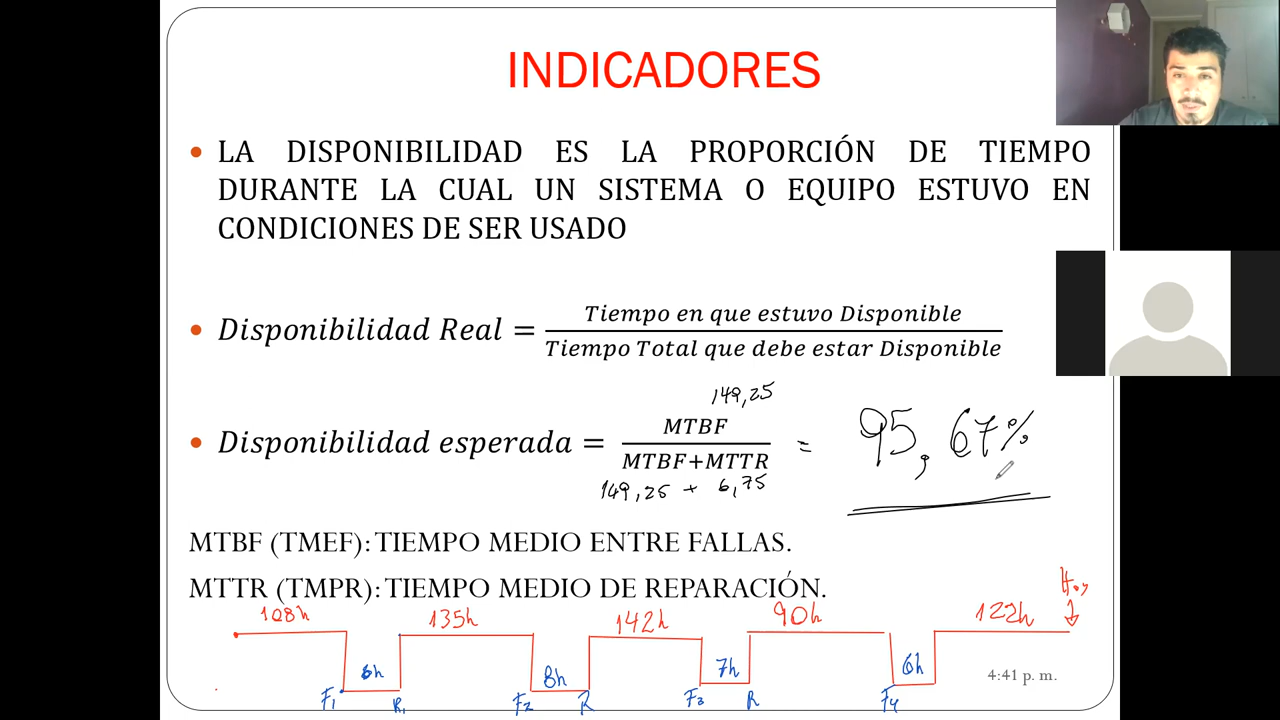 INDICADORES
• LA DISPONIBILIDAD ES LA PROPORCIÓN DE TIEMPO
DURANTE LA CUAL UN SISTEMA O EQUIPO ESTUVO EN
CONDICIONES DE SER USADO
• Disponibilidad Real = Tiempo en que estuvo Disponible / Tiempo Total que debe estar Disponible
149,25
• Disponibilidad esperada = MTBF / MTBF+MTTR = 95,67%
149,25 + 6,75
MTBF (TMEF): TIEMPO MEDIO ENTRE FALLAS.
MTTR (TMPR): TIEMPO MEDIO DE REPARACIÓN.
Hoy
108h 135h 142h 90h 122h
6h 8h 7h 6h
F1 R1 F2 R F3 R F4
4:41 p. m.